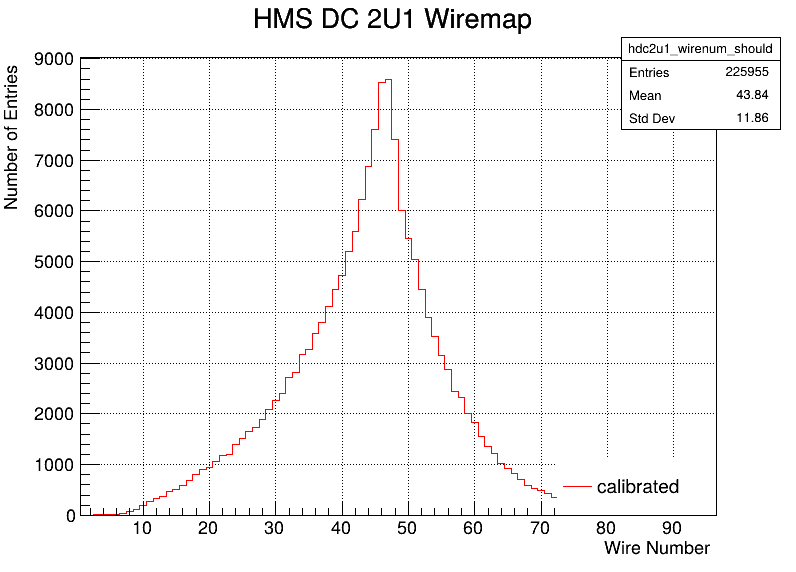 HMS DC 2U1 Wiremap
hdc2u1_wirenum_should
Entries 225955
Mean 43.84
Std Dev 11.86
Number of Entries
9000
8000
7000
6000
5000
4000
3000
2000
1000
0
calibrated
10 20 30 40 50 60 70 80 90
Wire Number